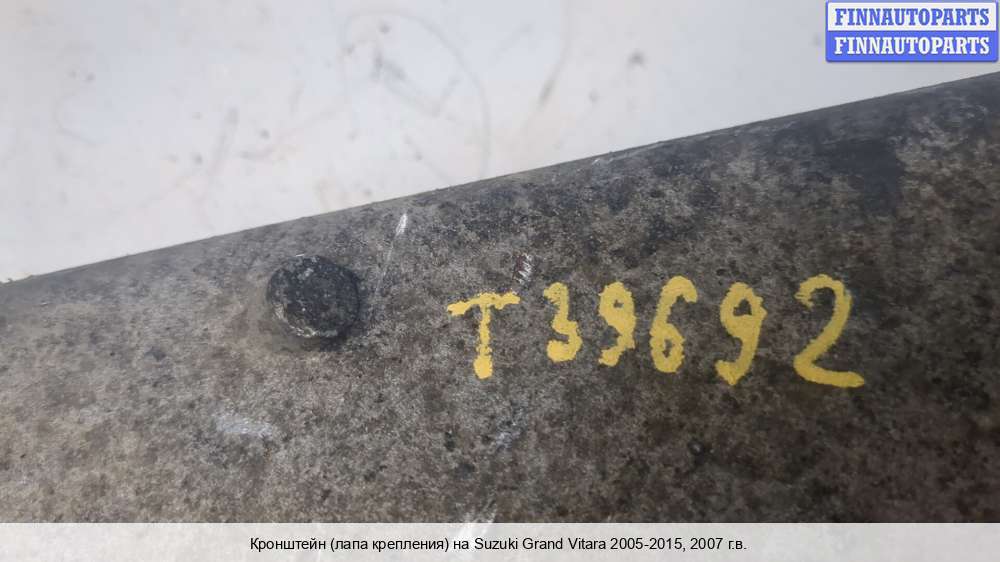 FINNAUTOPARTS
FINNAUTOPARTS
T39692
Кронштейн (лапа крепления) на Suzuki Grand Vitara 2005-2015, 2007 г.в.